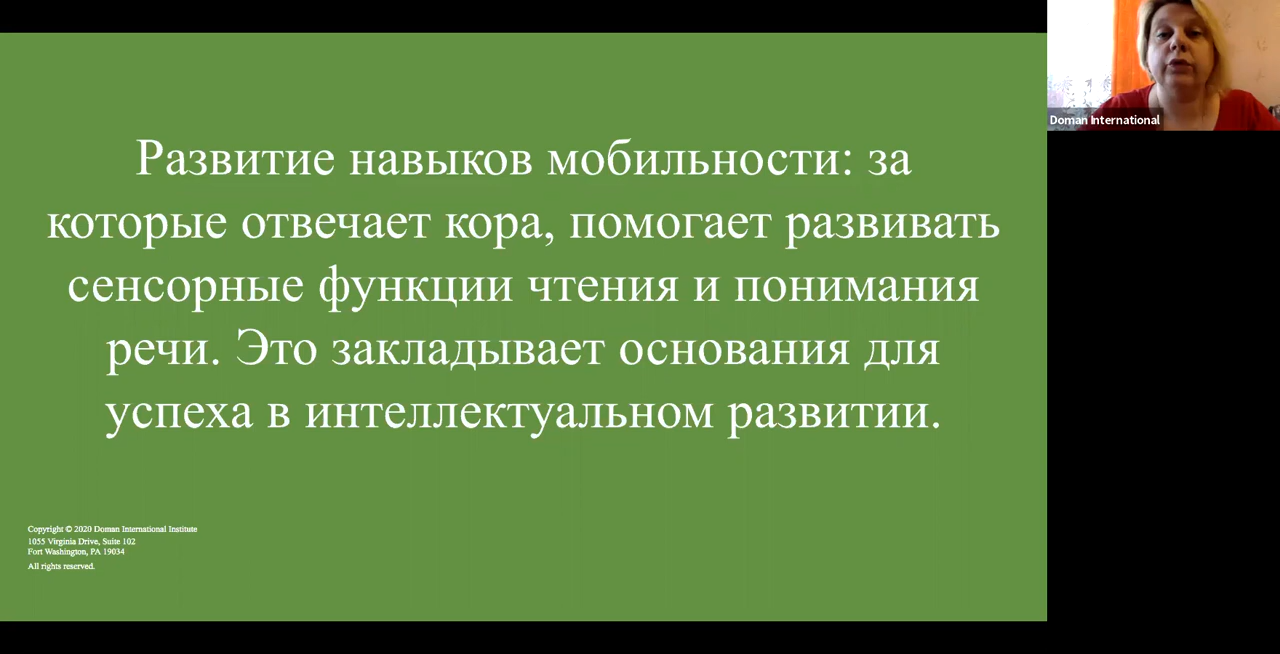 Развитие навыков мобильности: за
которые отвечает кора, помогает развивать
сенсорные функции чтения и понимания
речи. Это закладывает основания для
успеха в интеллектуальном развитии.
Copyright © 2020 Doman International Institute
1055 Virginia Drive, Suite 102
Fort Washington, PA 19034
All rights reserved.
Doman International